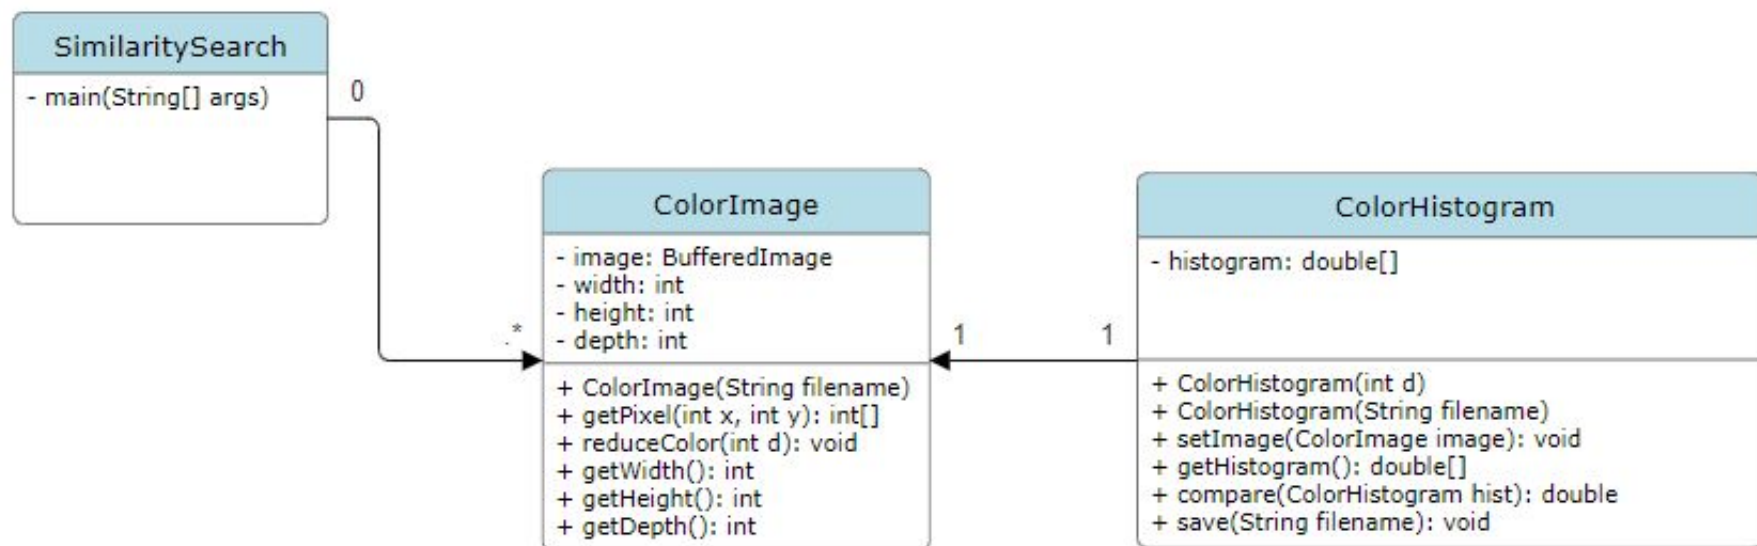 SimilaritySearch
- main(String[] args)
0
.*
ColorImage
- image: BufferedImage
- width: int
- height: int
- depth: int
+ ColorImage(String filename)
+ getPixel(int x, int y): int[]
+ reduceColor(int d): void
+ getWidth(): int
+ getHeight(): int
+ getDepth(): int
1
1
ColorHistogram
- histogram: double[]
+ ColorHistogram(int d)
+ ColorHistogram(String filename)
+ setImage(ColorImage image): void
+ getHistogram(): double[]
+ compare(ColorHistogram hist): double
+ save(String filename): void